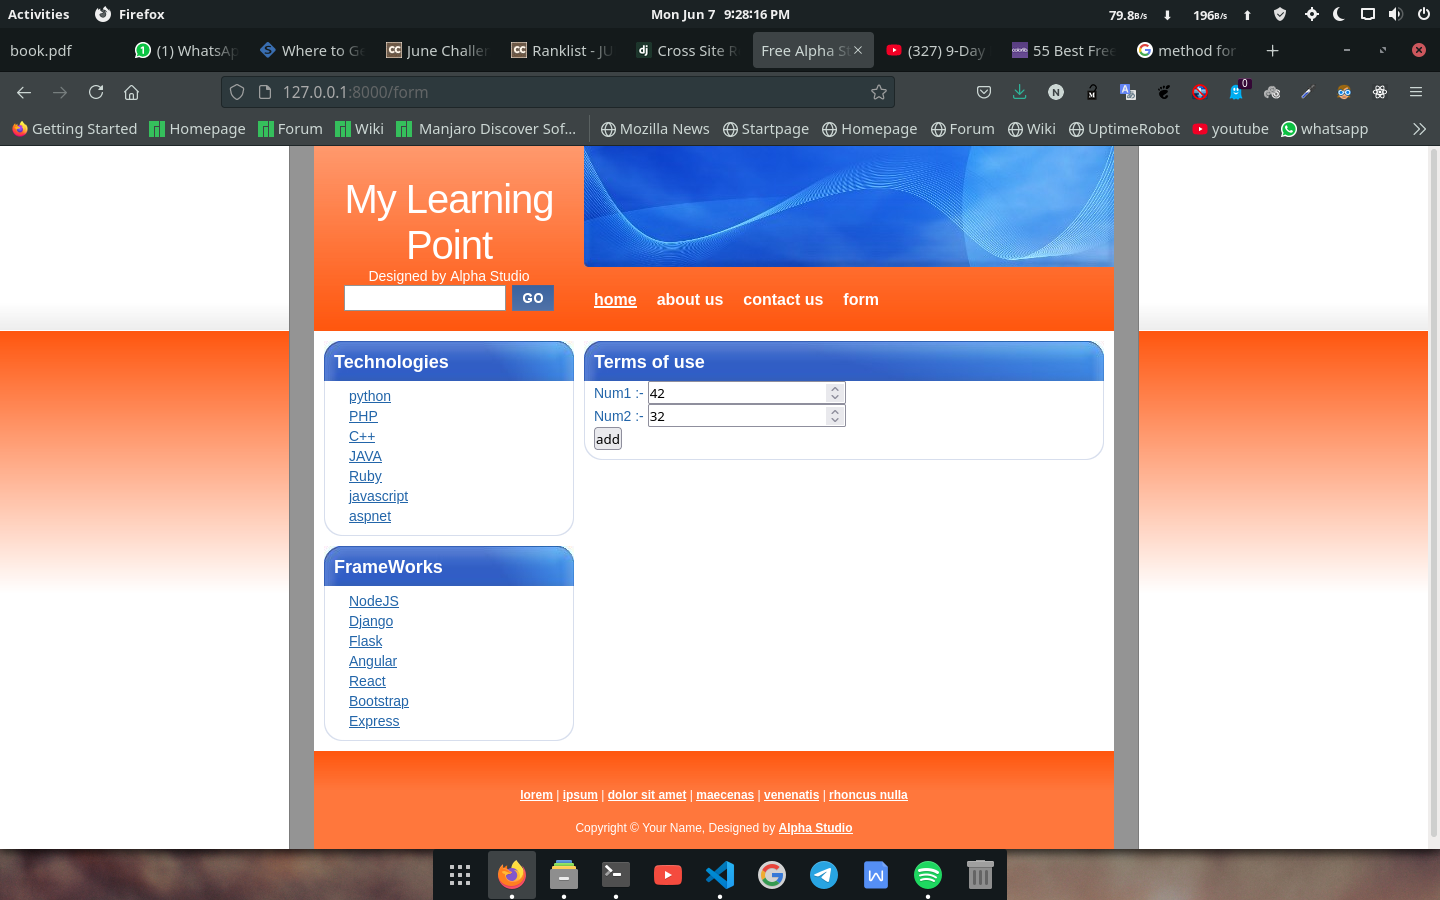 Activities Firefox Mon Jun 7 9:28:16 PM 79.8B/s ⬇ 196B/s ⬆
book.pdf (1) WhatsAp Where to Ge June Challen Ranklist - JU Cross Site R Free Alpha St (327) 9-Day 55 Best Free method for
127.0.0.1:8000/form
0
Getting Started Homepage Forum Wiki Manjaro Discover Sof... Mozilla News Startpage Homepage Forum Wiki UptimeRobot youtube whatsapp
My Learning
Point
Designed by Alpha Studio
GO
home about us contact us form
Technologies
python
PHP
C++
JAVA
Ruby
javascript
aspnet
FrameWorks
NodeJS
Django
Flask
Angular
React
Bootstrap
Express
Terms of use
Num1 :- 42
Num2 :- 32
add
lorem | ipsum | dolor sit amet | maecenas | venenatis | rhoncus nulla
Copyright © Your Name, Designed by Alpha Studio